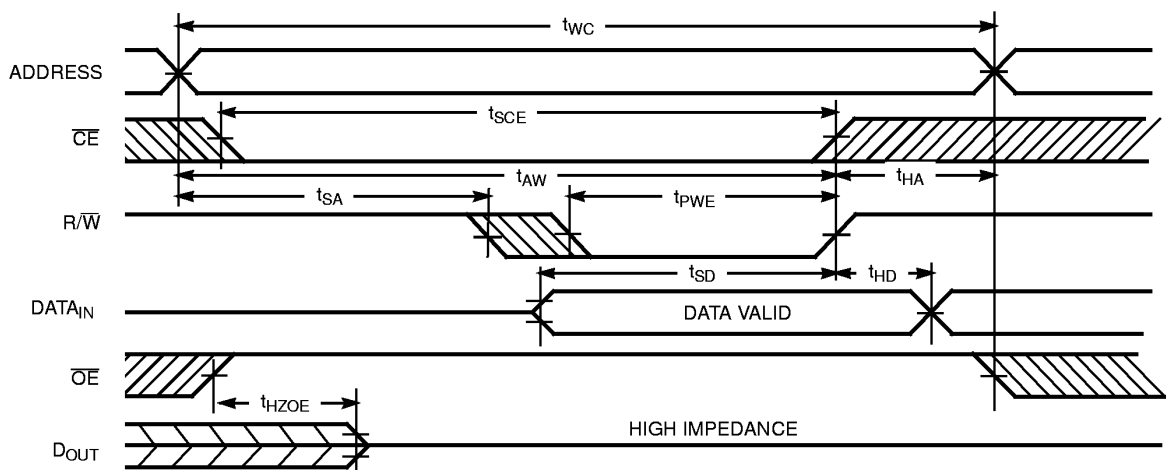 tWC
ADDRESS
tSCE
CE
tAW
tHA
tSA
tPWE
R/W
tSD
tHD
DATAIN
DATA VALID
OE
tHZOE
HIGH IMPEDANCE
DOUT